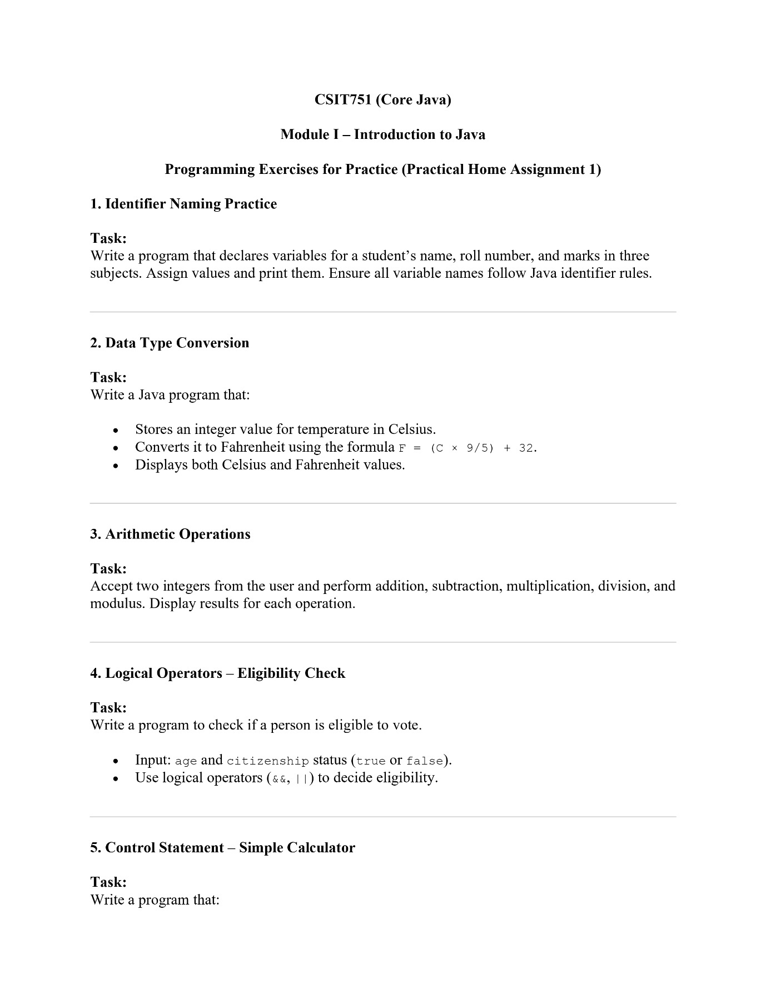 CSIT751 (Core Java)
Module I – Introduction to Java
Programming Exercises for Practice (Practical Home Assignment 1)
1. Identifier Naming Practice
Task:
Write a program that declares variables for a student’s name, roll number, and marks in three
subjects. Assign values and print them. Ensure all variable names follow Java identifier rules.
2. Data Type Conversion
Task:
Write a Java program that:
• Stores an integer value for temperature in Celsius.
• Converts it to Fahrenheit using the formula F = (C × 9/5) + 32.
• Displays both Celsius and Fahrenheit values.
3. Arithmetic Operations
Task:
Accept two integers from the user and perform addition, subtraction, multiplication, division, and
modulus. Display results for each operation.
4. Logical Operators – Eligibility Check
Task:
Write a program to check if a person is eligible to vote.
• Input: age and citizenship status (true or false).
• Use logical operators (&&, ||) to decide eligibility.
5. Control Statement – Simple Calculator
Task:
Write a program that: